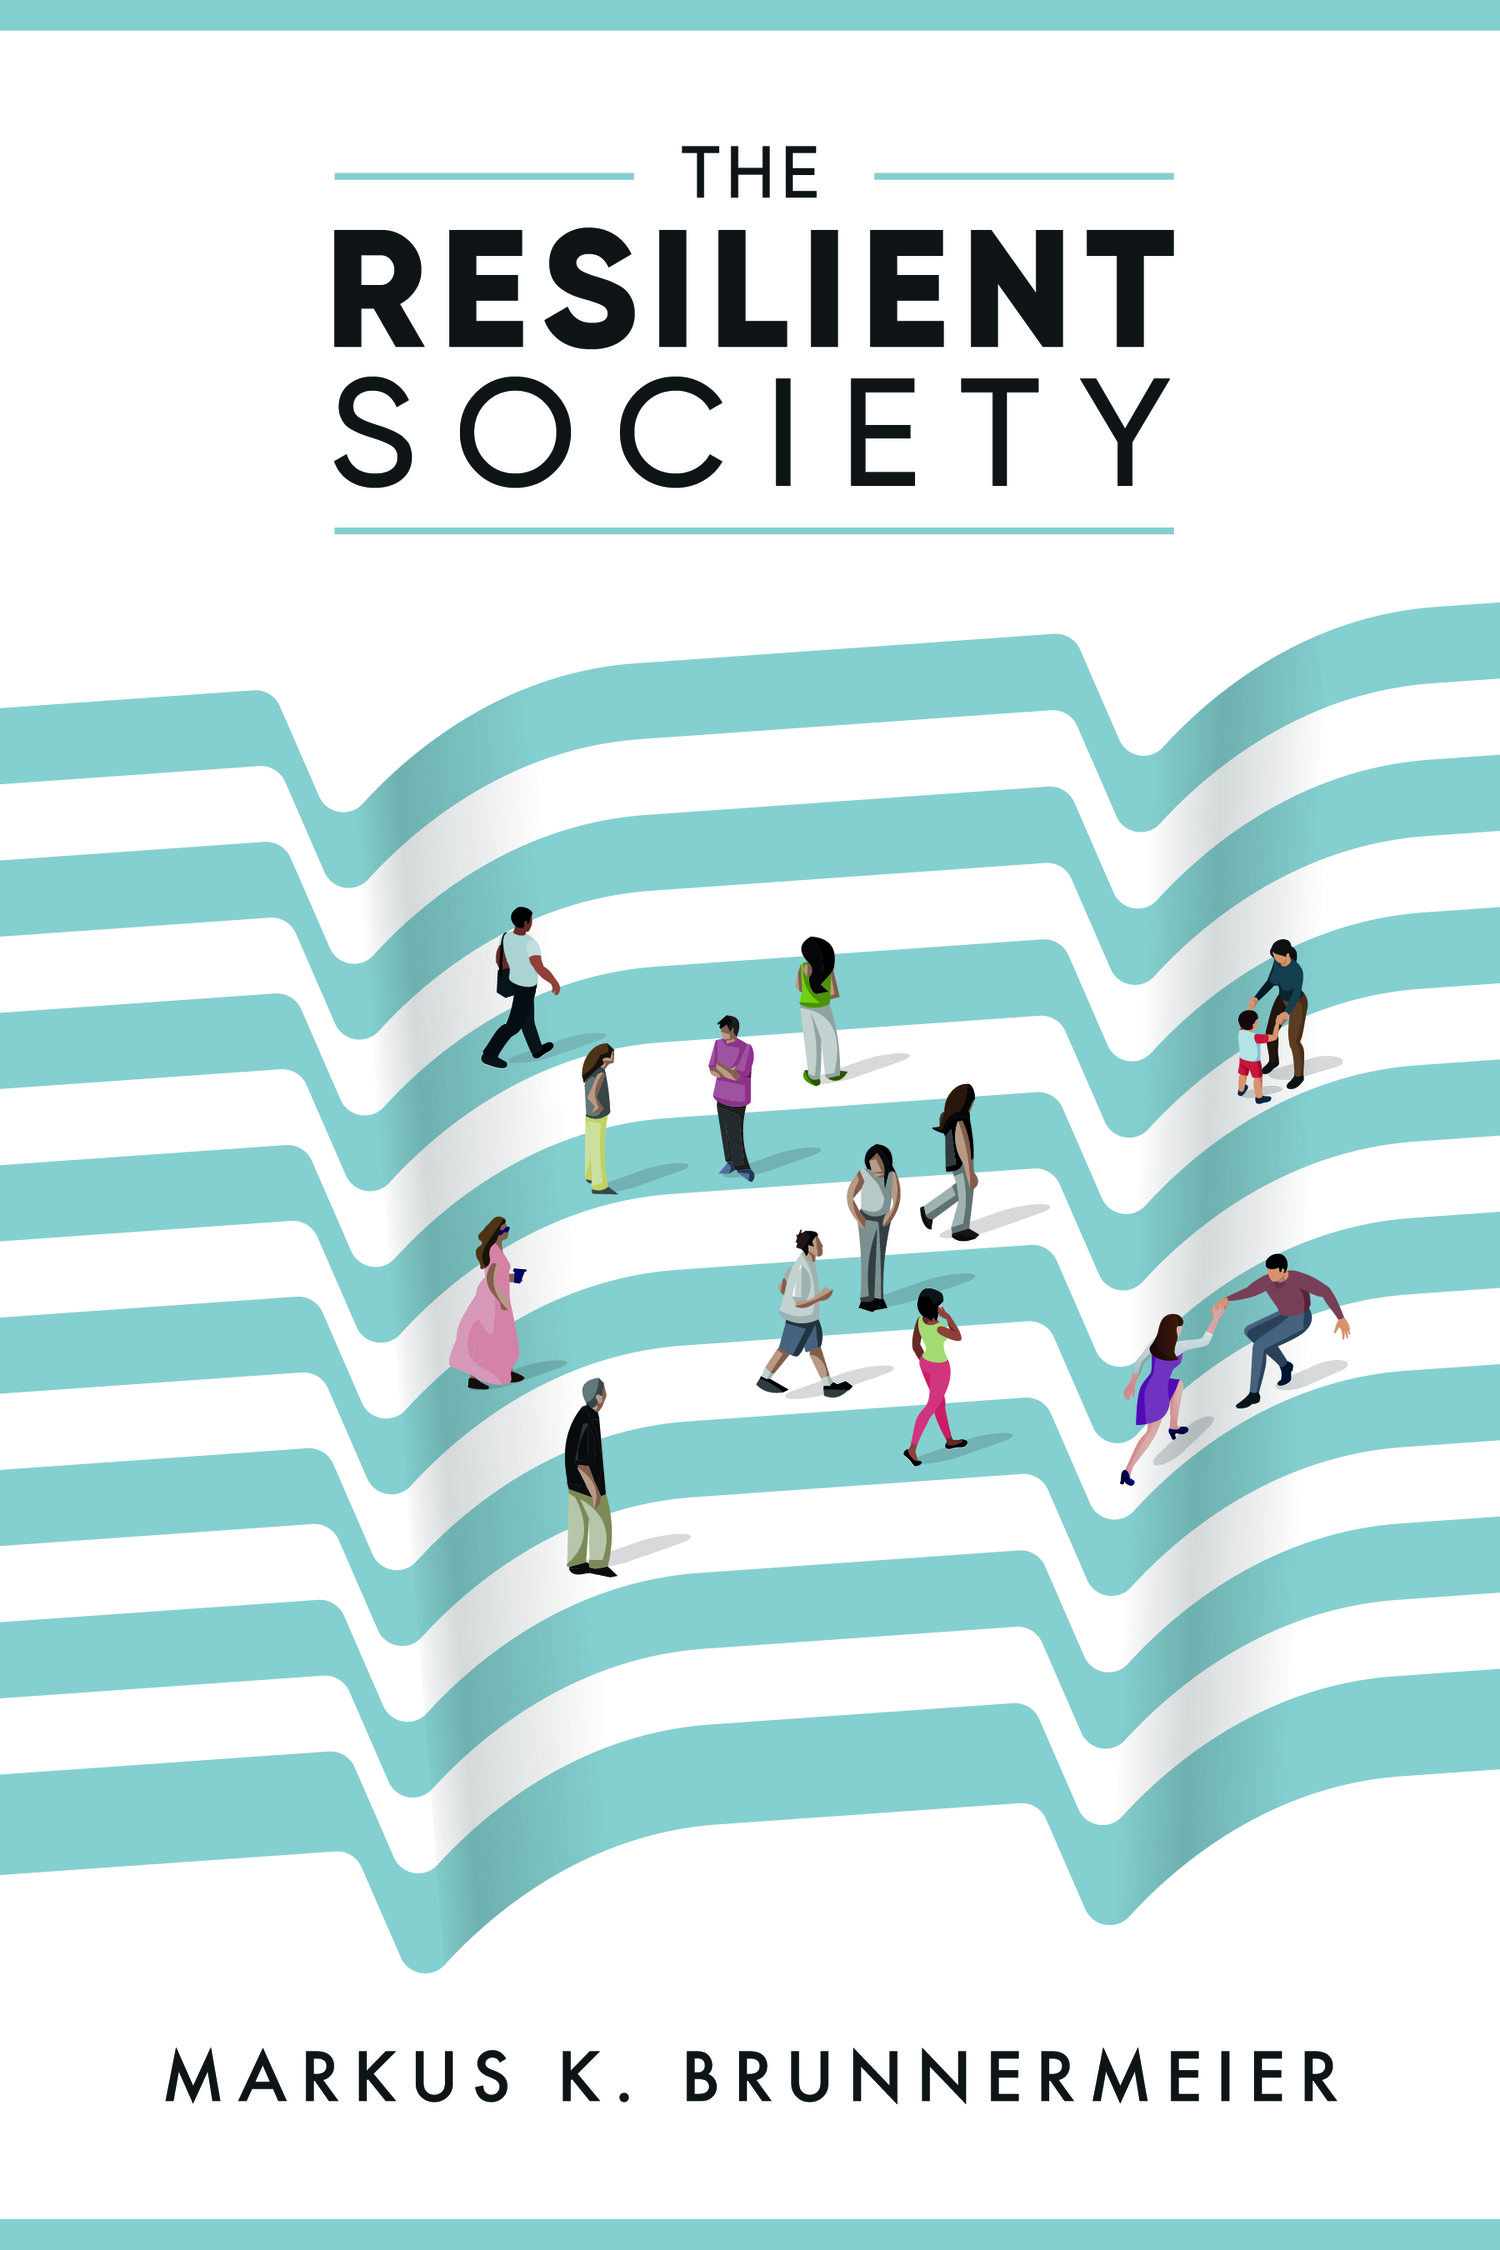 THE
RESILIENT
SOCIETY
MARKUS K. BRUNNERMEIER